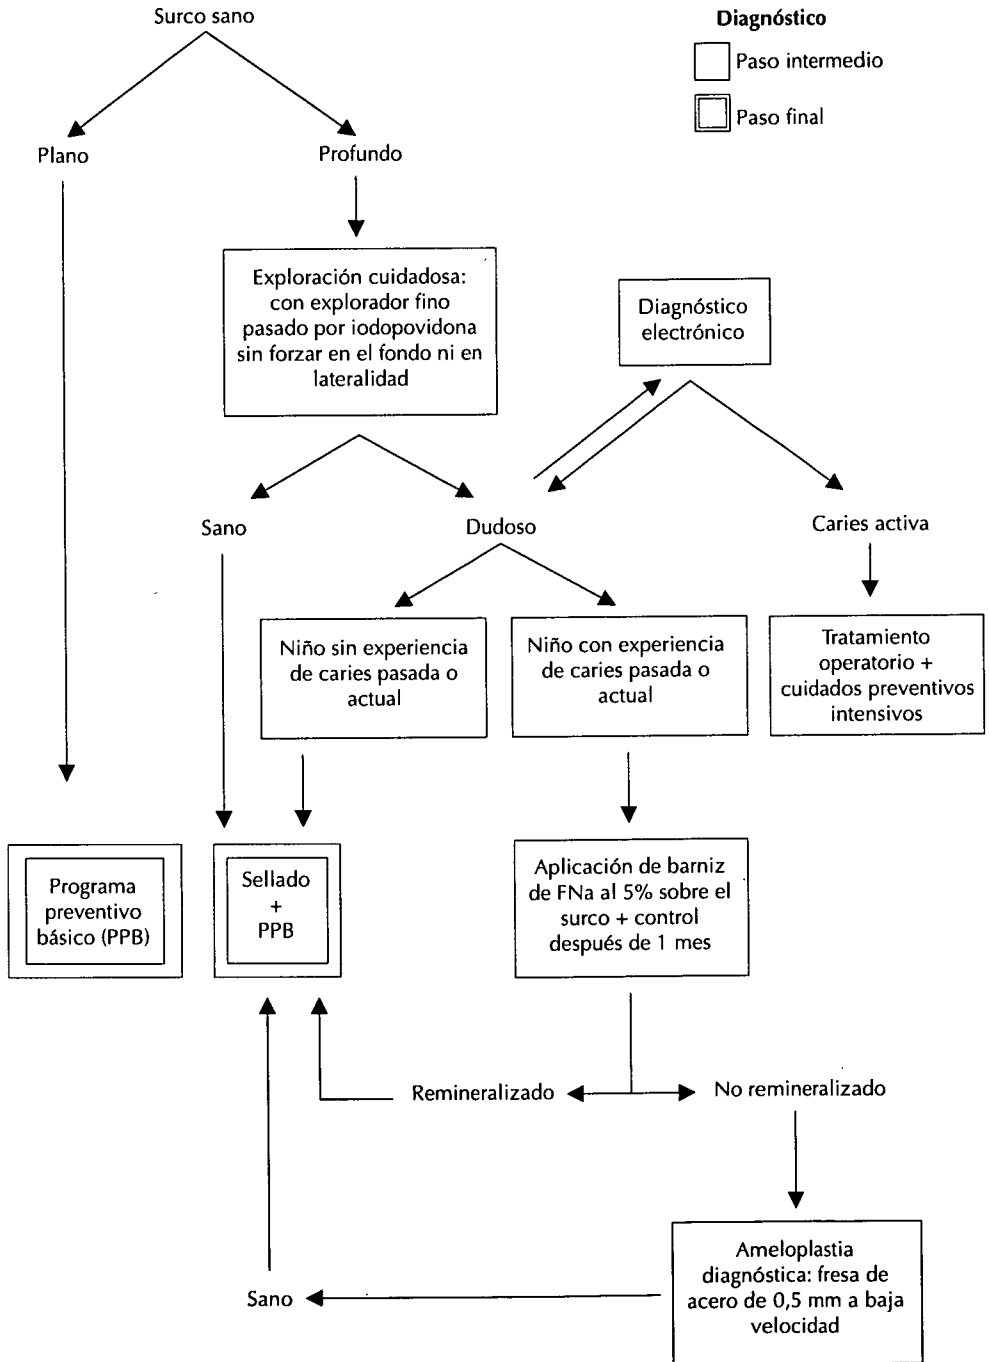 Surco sano
Diagnóstico
Paso intermedio
Paso final
Plano
Profundo
Exploración cuidadosa:
con explorador fino
pasado por iodopovidona
sin forzar en el fondo ni en
lateralidad
Diagnóstico
electrónico
Sano
Dudoso
Caries activa
Niño sin experiencia
de caries pasada o
actual
Niño con experiencia
de caries pasada o
actual
Tratamiento
operatorio +
cuidados preventivos
intensivos
Programa
preventivo
básico (PPB)
Sellado
+
PPB
Aplicación de barniz
de FNa al 5% sobre el
surco + control
después de 1 mes
Remineralizado
No remineralizado
Ameloplastia
diagnóstica: fresa de
acero de 0,5 mm a baja
velocidad
Sano